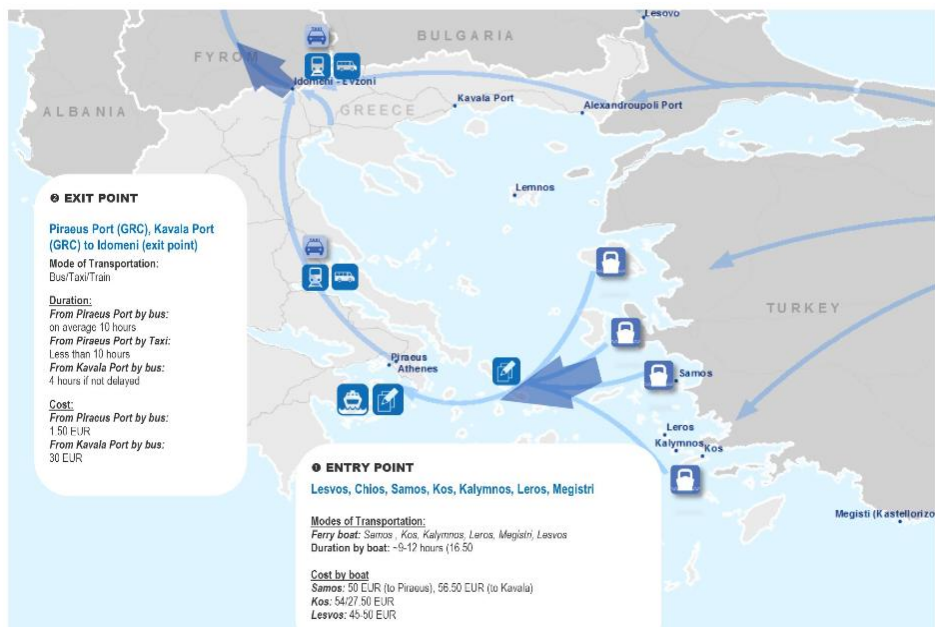 Lesovo
BULGARIA
TAXI
FYROM
Idomeni - Evzoni
Kavala Port
ALBANIA
GREECE
Alexandroupoli Port
Lemnos
❷ EXIT POINT
Piraeus Port (GRC), Kavala Port
(GRC) to Idomeni (exit point)
Mode of Transportation:
Bus/Taxi/Train
Duration:
From Piraeus Port by bus:
on average 10 hours
From Piraeus Port by Taxi:
Less than 10 hours
From Kavala Port by bus:
4 hours if not delayed
Cost:
From Piraeus Port by bus:
1.50 EUR
From Kavala Port by bus:
30 EUR
TAXI
TURKEY
Piraeus
Athenes
Samos
Leros
Kalymnos
Kos
Megisti (Kastellorizo
❶ ENTRY POINT
Lesvos, Chios, Samos, Kos, Kalymnos, Leros, Megistri
Modes of Transportation:
Ferry boat: Samos , Kos, Kalymnos, Leros, Megistri, Lesvos
Duration by boat: ~9-12 hours (16.50
Cost by boat
Samos: 50 EUR (to Piraeus), 56.50 EUR (to Kavala)
Kos: 54/27.50 EUR
Lesvos: 45-50 EUR